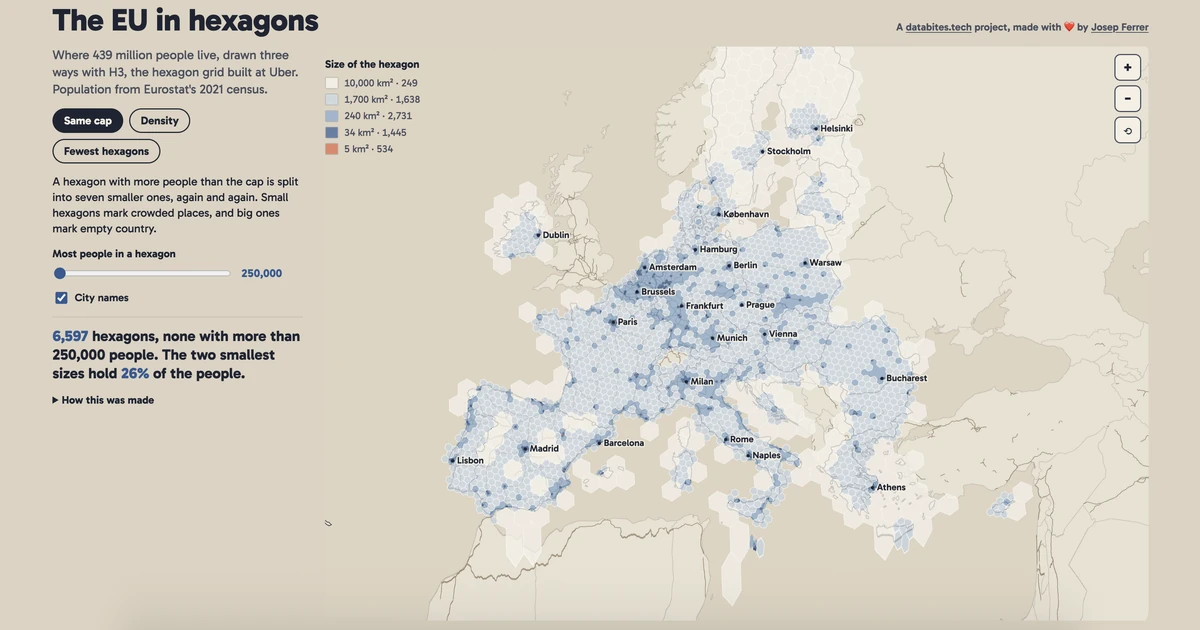 The EU in hexagons
A databites.tech project, made with ❤️ by Josep Ferrer
Where 439 million people live, drawn three
ways with H3, the hexagon grid built at Uber.
Population from Eurostat's 2021 census.
Same cap
Density
Fewest hexagons
A hexagon with more people than the cap is split
into seven smaller ones, again and again. Small
hexagons mark crowded places, and big ones
mark empty country.
Most people in a hexagon
250,000
City names
6,597 hexagons, none with more than
250,000 people. The two smallest
sizes hold 26% of the people.
How this was made
Size of the hexagon
10,000 km² · 249
1,700 km² · 1,638
240 km² · 2,731
34 km² · 1,445
5 km² · 534
+
-
Helsinki
Stockholm
København
Dublin
Hamburg
Amsterdam
Berlin
Warsaw
Brussels
Frankfurt
Prague
Paris
Munich
Vienna
Milan
Bucharest
Rome
Barcelona
Madrid
Naples
Lisbon
Athens